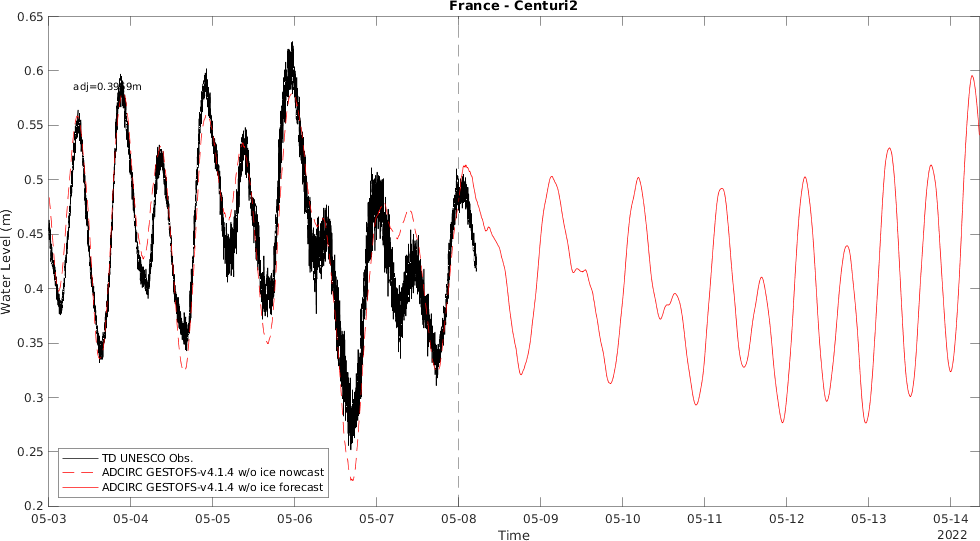 France - Centuri2
0.65
0.6
0.55
0.5
0.45
0.4
0.35
0.3
0.25
0.2
Water Level (m)
TD UNESCO Obs.
ADCIRC GESTOFS-v4.1.4 w/o ice nowcast
ADCIRC GESTOFS-v4.1.4 w/o ice forecast
05-03 05-04 05-05 05-06 05-07 05-08 05-09 05-10 05-11 05-12 05-13 05-14
Time
2022